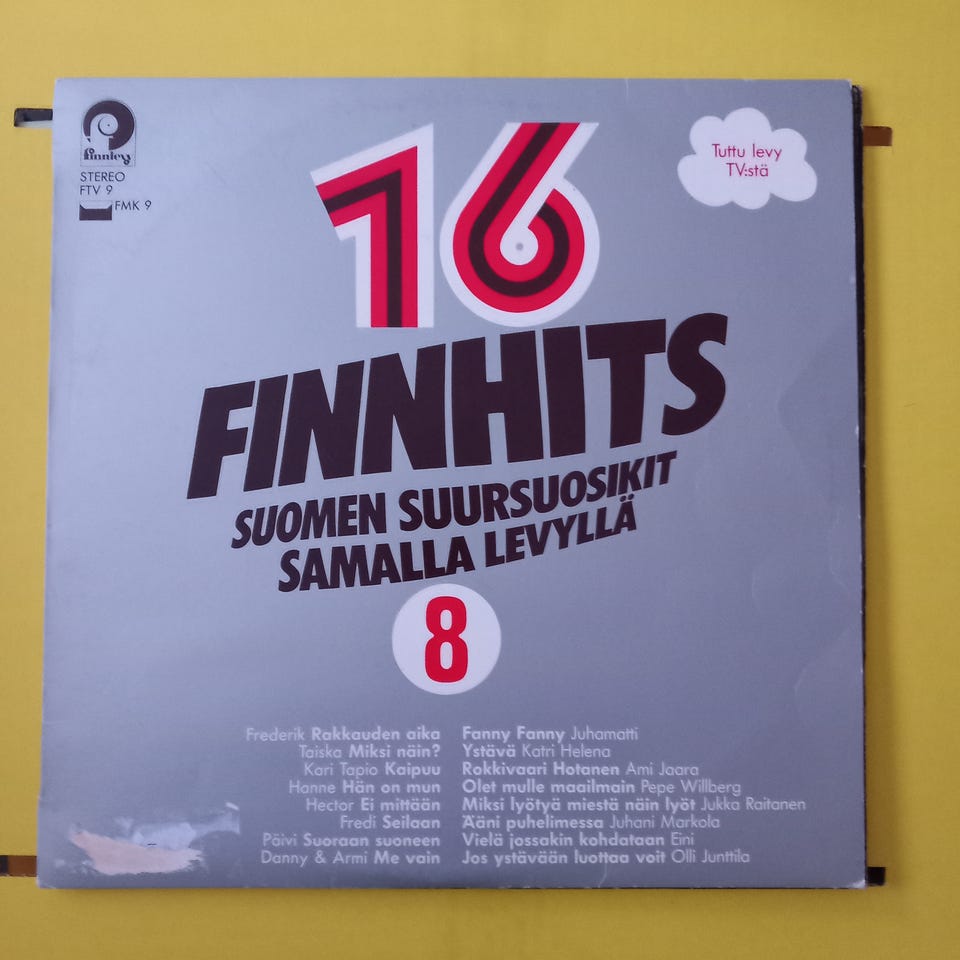 finnlevy
STEREO
FTV 9
FMK 9
16
Tuttu levy
TV:stä
FINNHITS
SUOMEN SUURSUOSIKIT
SAMALLA LEVYLLÄ
8
Frederik Rakkauden aika
Taiska Miksi näin?
Kari Tapio Kaipuu
Hanne Hän on mun
Hector Ei mittään
Fredi Seilaan
Päivi Suoraan suoneen
Danny & Armi Me vain
Fanny Fanny Juhamatti
Ystävä Katri Helena
Rokkivaari Hotanen Ami Jaara
Olet mulle maailmain Pepe Willberg
Miksi lyötyä miestä näin lyöt Jukka Raitanen
Ääni puhelimessa Juhani Markola
Vielä jossakin kohdataan Eini
Jos ystävään luottaa voit Olli Junttila